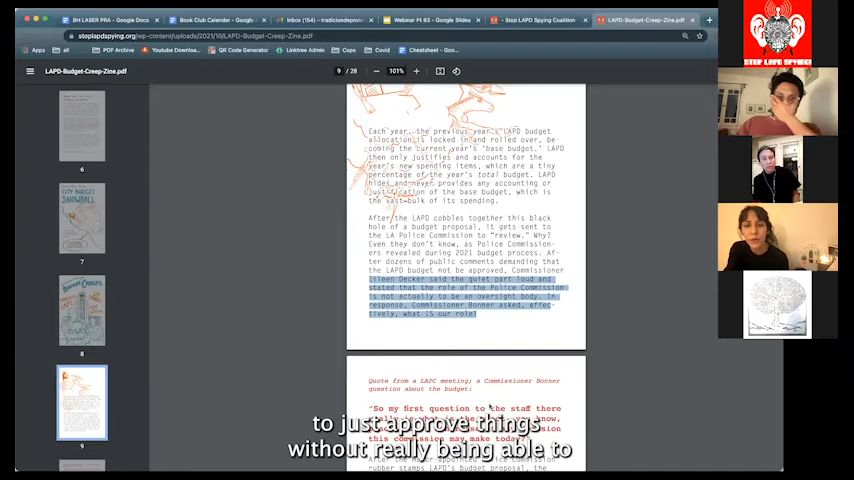 BH LASER PRA - Google Docs
Book Club Calendar - Google D
Inbox (154) - tradiciondeprote
Webinar Pt 83 - Google Slides
- Stop LAPD Spying Coalition
LAPD-Budget-Creep-Zine.pdf
stoplapdspying.org/wp-content/uploads/2021/10/LAPD-Budget-Creep-Zine.pdf
Apps
all
PDF Archive
Youtube Downloa...
QR Code Generator
Linktree Admin
Cops
Covid
Cheatsheet - Goog...
LAPD-Budget-Creep-Zine.pdf
9 / 28
101%
6
CITY BUDGET
SNOWBALL
7
BUDGET CREEPS
8
9
Each year, the previous year's LAPD budget
allocation is locked in and rolled over, be-
coming the current year's 'base budget.' LAPD
then only justifies and accounts for the
year's new spending items, which are a tiny
percentage of the year's total budget. LAPD
hides and never provides any accounting or
justification of the base budget, which is
the vast bulk of its spending.
After the LAPD cobbles together this black
hole of a budget proposal, it gets sent to
the LA Police Commission to "review." Why?
Even they don't know, as Police Commission-
ers revealed during 2021 budget process. Af-
ter dozens of public comments demanding that
the LAPD budget not be approved, Commissioner
Eileen Decker said the quiet part loud and
stated that the role of the Police Commission
is not actually to be an oversight body. In
response, Commissioner Bonner asked, effec-
tively, what IS our role?
Quote from a LAPC meeting; a Commissioner Bonner
question about the budget:
"So my first question to the staff there
this commission may make today?"
After the Mayor-appointed Police Commission
rubber stamps LAPD's budget proposal, the
to just approve things
without really being able to
STOP LAPD SPYING!